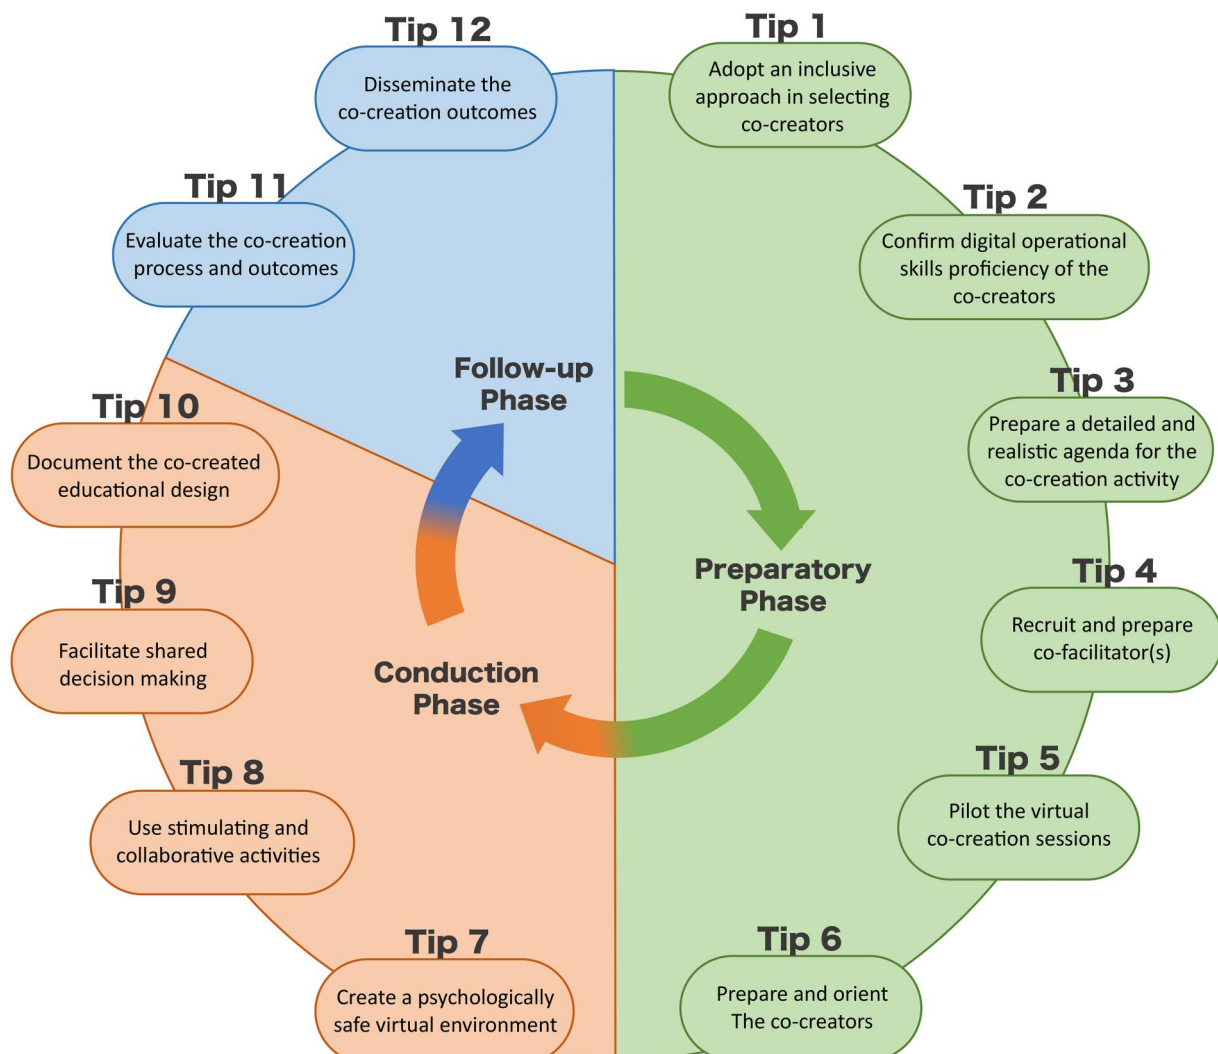 Tip 1
Adopt an inclusive
approach in selecting
co-creators
Tip 2
Confirm digital operational
skills proficiency of the
co-creators
Tip 3
Prepare a detailed and
realistic agenda for the
co-creation activity
Tip 4
Recruit and prepare
co-facilitator(s)
Tip 5
Pilot the virtual
co-creation sessions
Tip 6
Prepare and orient
The co-creators
Tip 7
Create a psychologically
safe virtual environment
Tip 8
Use stimulating and
collaborative activities
Tip 9
Facilitate shared
decision making
Tip 10
Document the co-created
educational design
Tip 11
Evaluate the co-creation
process and outcomes
Tip 12
Disseminate the
co-creation outcomes
Follow-up
Phase
Preparatory
Phase
Conduction
Phase